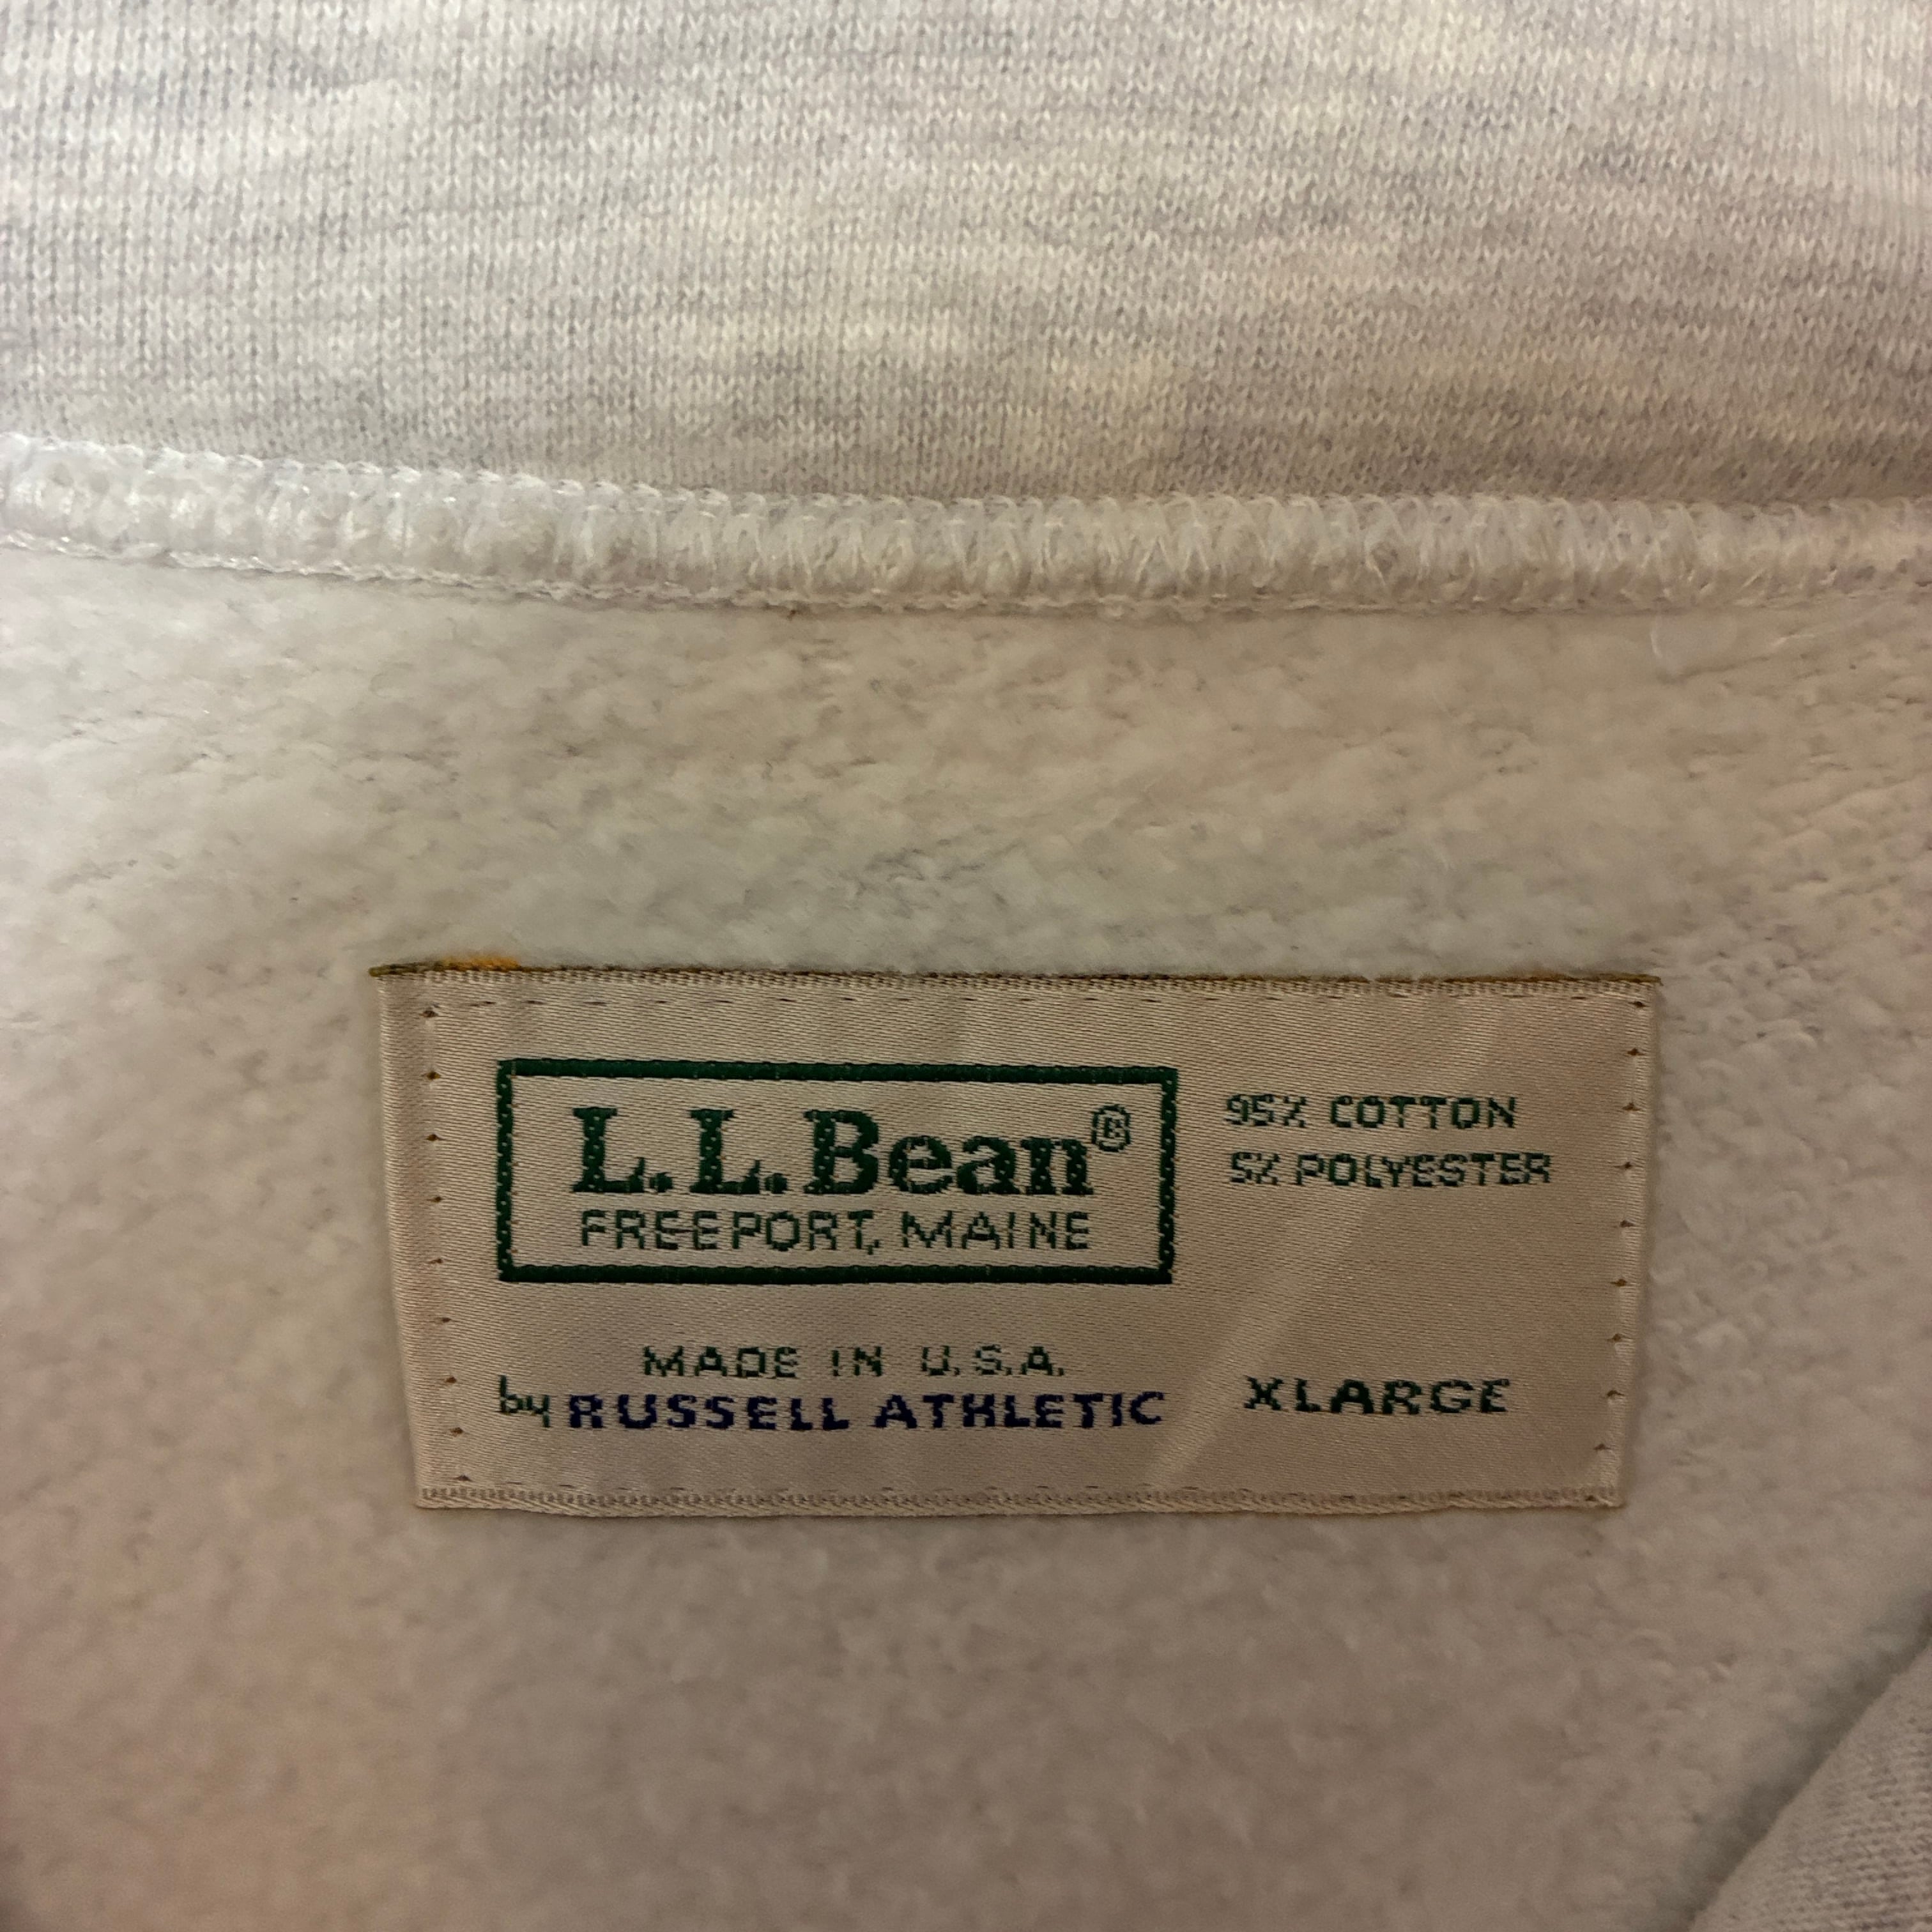 L.L.Bean®
FREEPORT, MAINE
95% COTTON
5% POLYESTER
MADE IN U.S.A.
by RUSSELL ATHLETIC
XLARGE